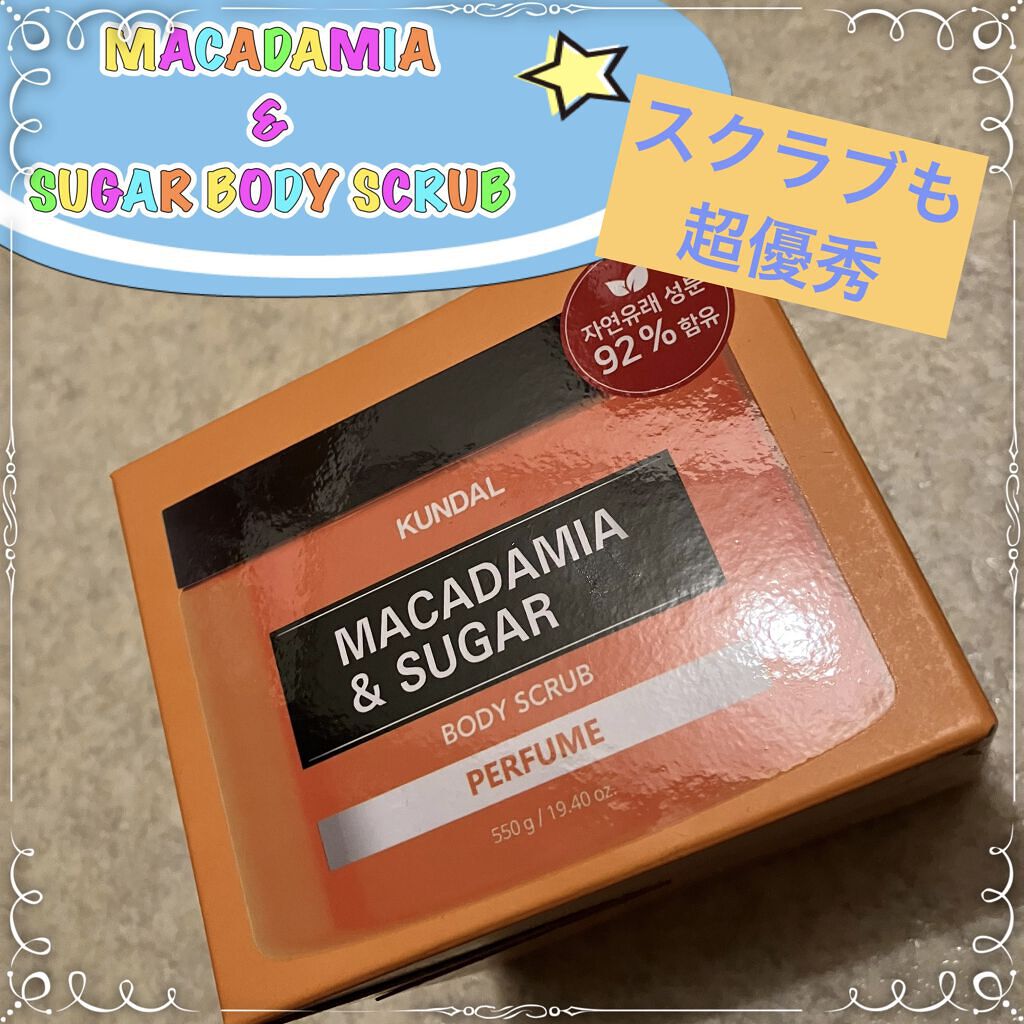 MACADAMIA
&
SUGAR BODY SCRUB
スクラブも
超優秀
자연유래 성분
92% 함유
KUNDAL
MACADAMIA
& SUGAR
BODY SCRUB
PERFUME
550 g / 19.40 oz.